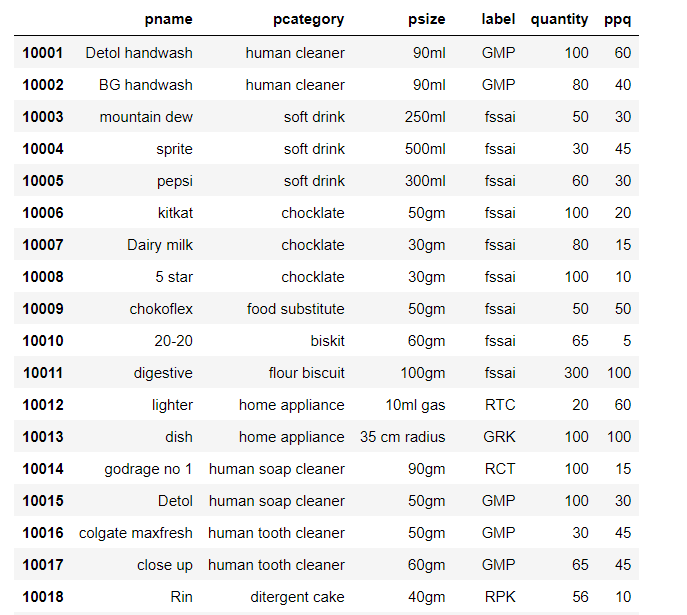 pname pcategory psize label quantity ppq
10001 Detol handwash human cleaner 90ml GMP 100 60
10002 BG handwash human cleaner 90ml GMP 80 40
10003 mountain dew soft drink 250ml fssai 50 30
10004 sprite soft drink 500ml fssai 30 45
10005 pepsi soft drink 300ml fssai 60 30
10006 kitkat chocklate 50gm fssai 100 20
10007 Dairy milk chocklate 30gm fssai 80 15
10008 5 star chocklate 30gm fssai 100 10
10009 chokoflex food substitute 50gm fssai 50 50
10010 20-20 biskit 60gm fssai 65 5
10011 digestive flour biscuit 100gm fssai 300 100
10012 lighter home appliance 10ml gas RTC 20 60
10013 dish home appliance 35 cm radius GRK 100 100
10014 godrage no 1 human soap cleaner 90gm RCT 100 15
10015 Detol human soap cleaner 50gm GMP 100 30
10016 colgate maxfresh human tooth cleaner 50gm GMP 30 45
10017 close up human tooth cleaner 60gm GMP 65 45
10018 Rin ditergent cake 40gm RPK 56 10